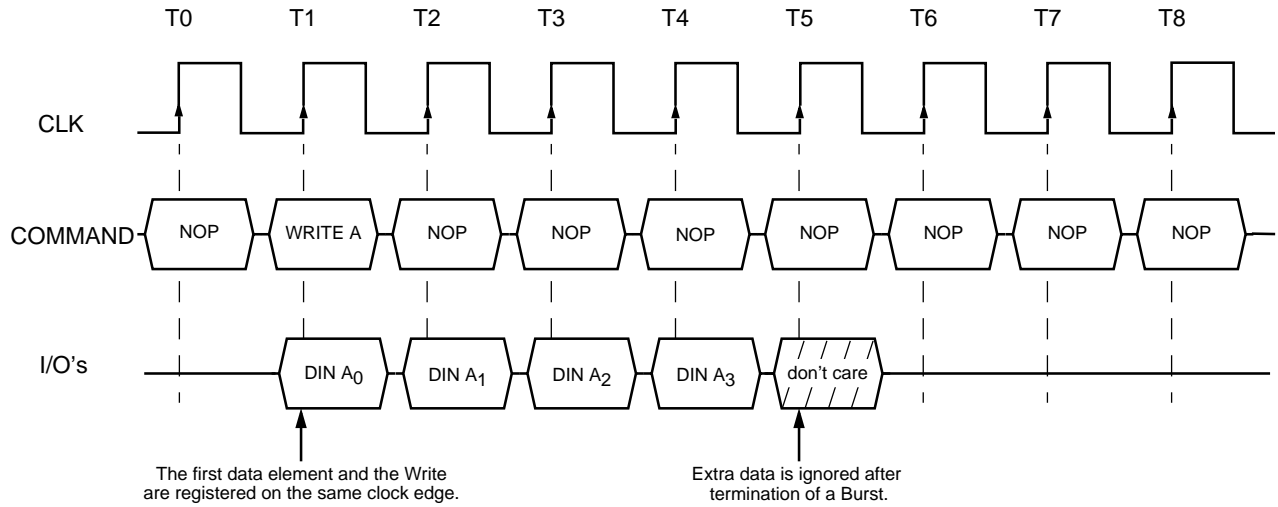 T0 T1 T2 T3 T4 T5 T6 T7 T8
CLK
COMMAND NOP WRITE A NOP NOP NOP NOP NOP NOP NOP
I/O's DIN A0 DIN A1 DIN A2 DIN A3 don't care
The first data element and the Write
are registered on the same clock edge.
Extra data is ignored after
termination of a Burst.